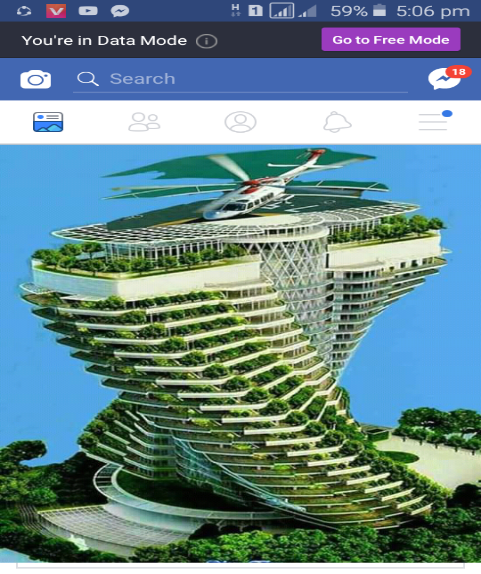 H 1 59% 5:06 pm
You're in Data Mode
Go to Free Mode
Search
18